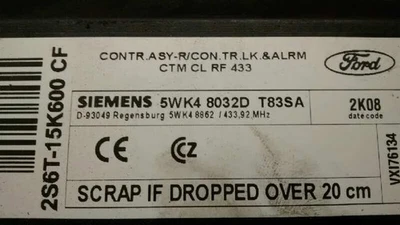 CONTR.ASY-R/CON.TR.LK.&ALRM
CTM CL RF 433
Ford
2S6T-15K600 CF
SIEMENS 5WK4 8032D T83SA
D-93049 Regensburg 5WK4 8862 / 433,92 MHz
2K08
date code
CE
CZ
VXI76134
SCRAP IF DROPPED OVER 20 cm